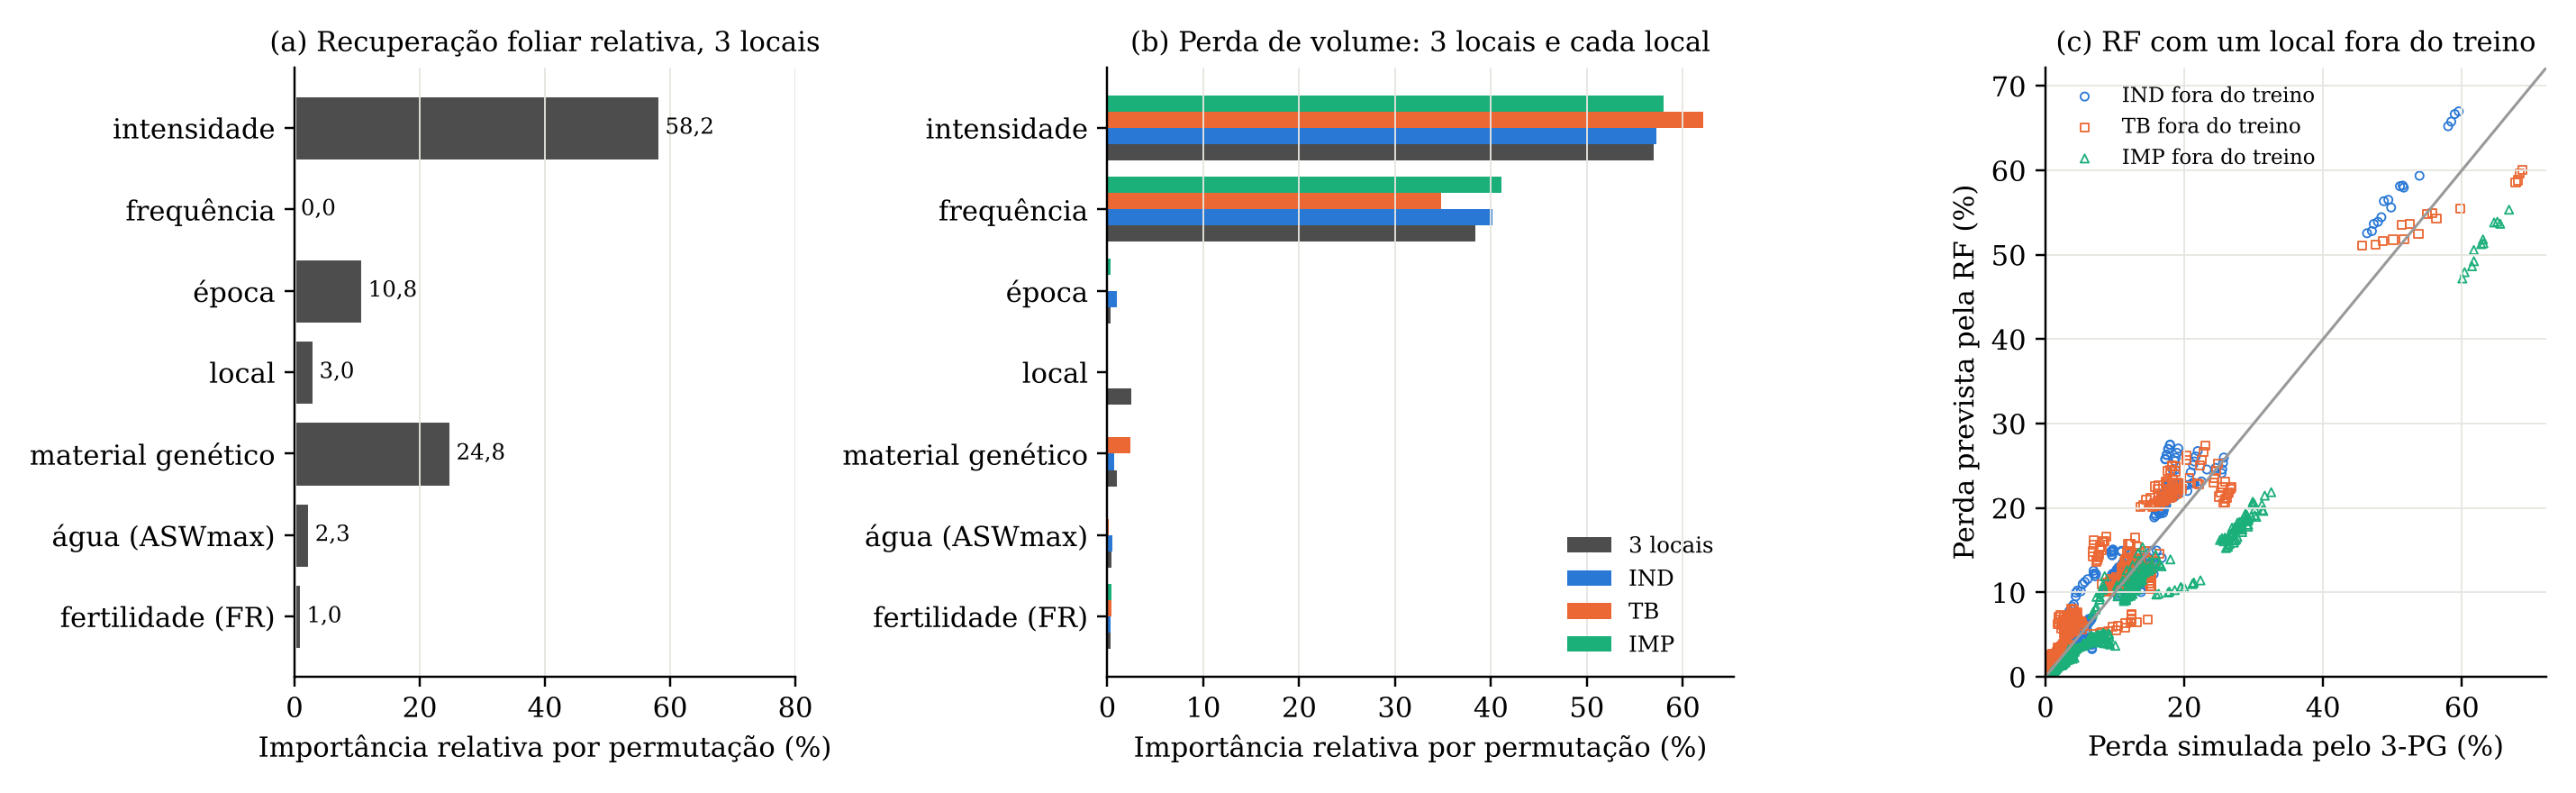 (a) Recuperação foliar relativa, 3 locais
intensidade
58,2
frequência
0,0
época
10,8
local
3,0
material genético
24,8
água (ASWmax)
2,3
fertilidade (FR)
1,0
0 20 40 60 80
Importância relativa por permutação (%)
(b) Perda de volume: 3 locais e cada local
intensidade
frequência
época
local
material genético
água (ASWmax)
fertilidade (FR)
3 locais
IND
TB
IMP
0 10 20 30 40 50 60
Importância relativa por permutação (%)
(c) RF com um local fora do treino
IND fora do treino
TB fora do treino
IMP fora do treino
Perda prevista pela RF (%)
70
60
50
40
30
20
10
0
0 20 40 60
Perda simulada pelo 3-PG (%)